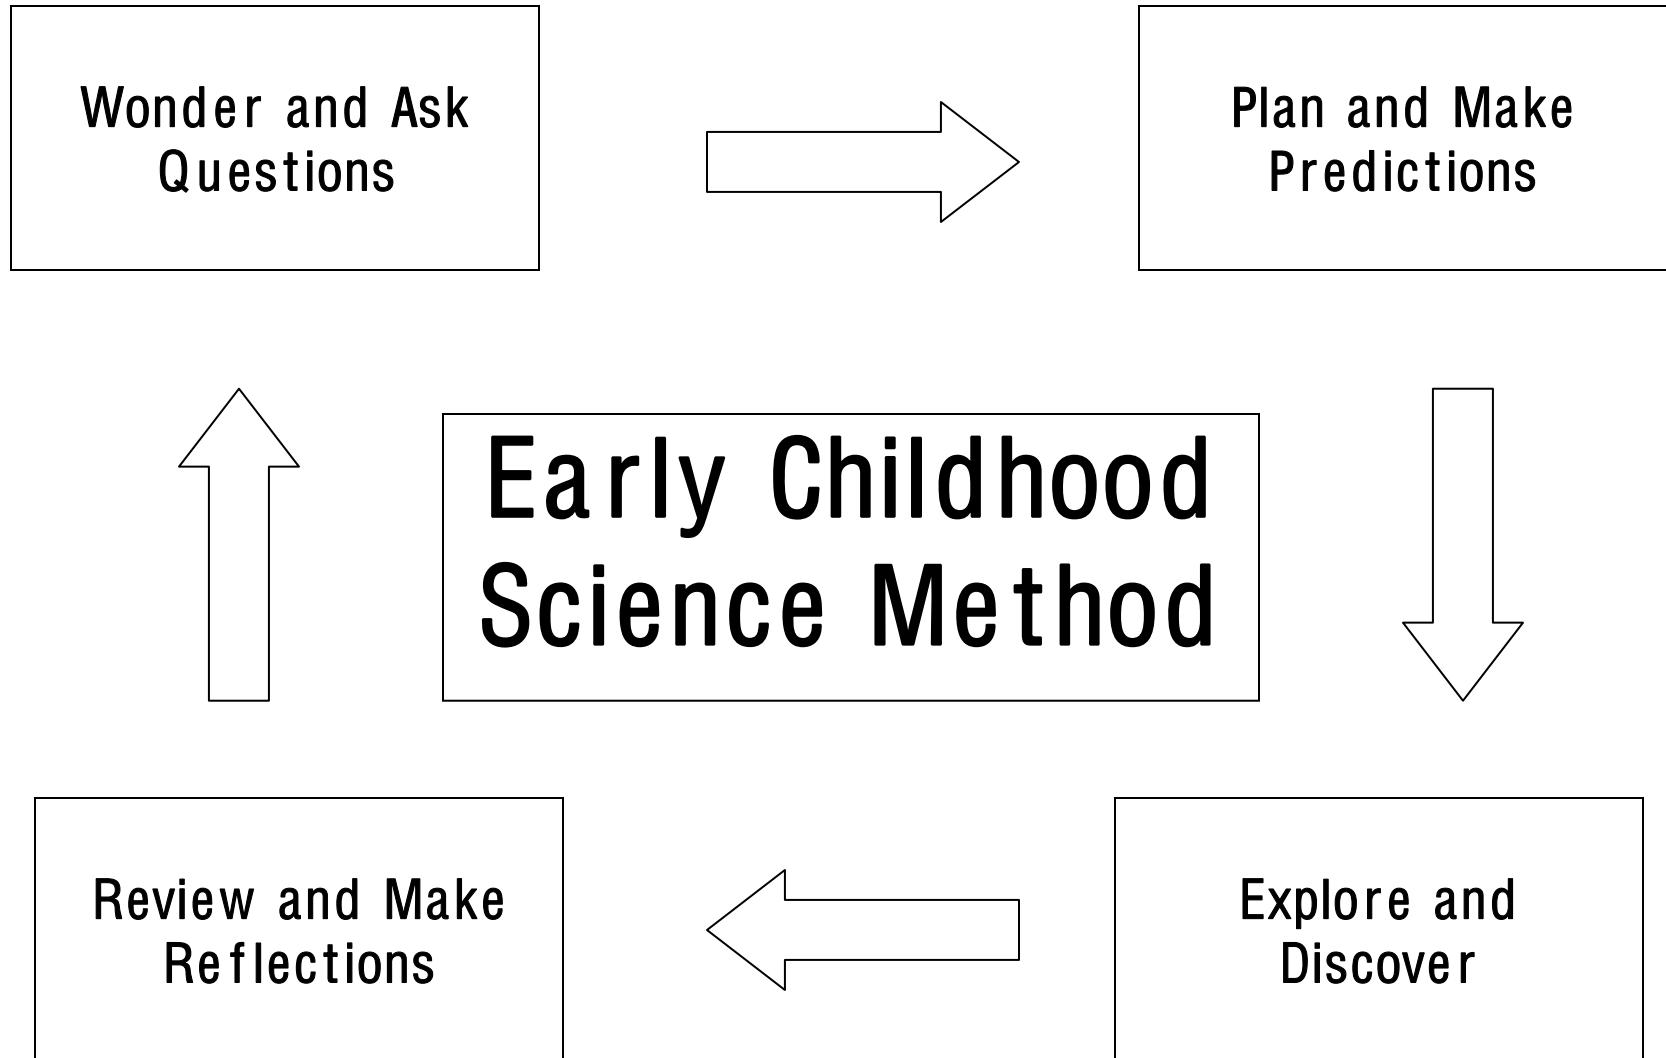 Wonder and Ask
Questions
Plan and Make
Predictions
Early Childhood
Science Method
Review and Make
Reflections
Explore and
Discover